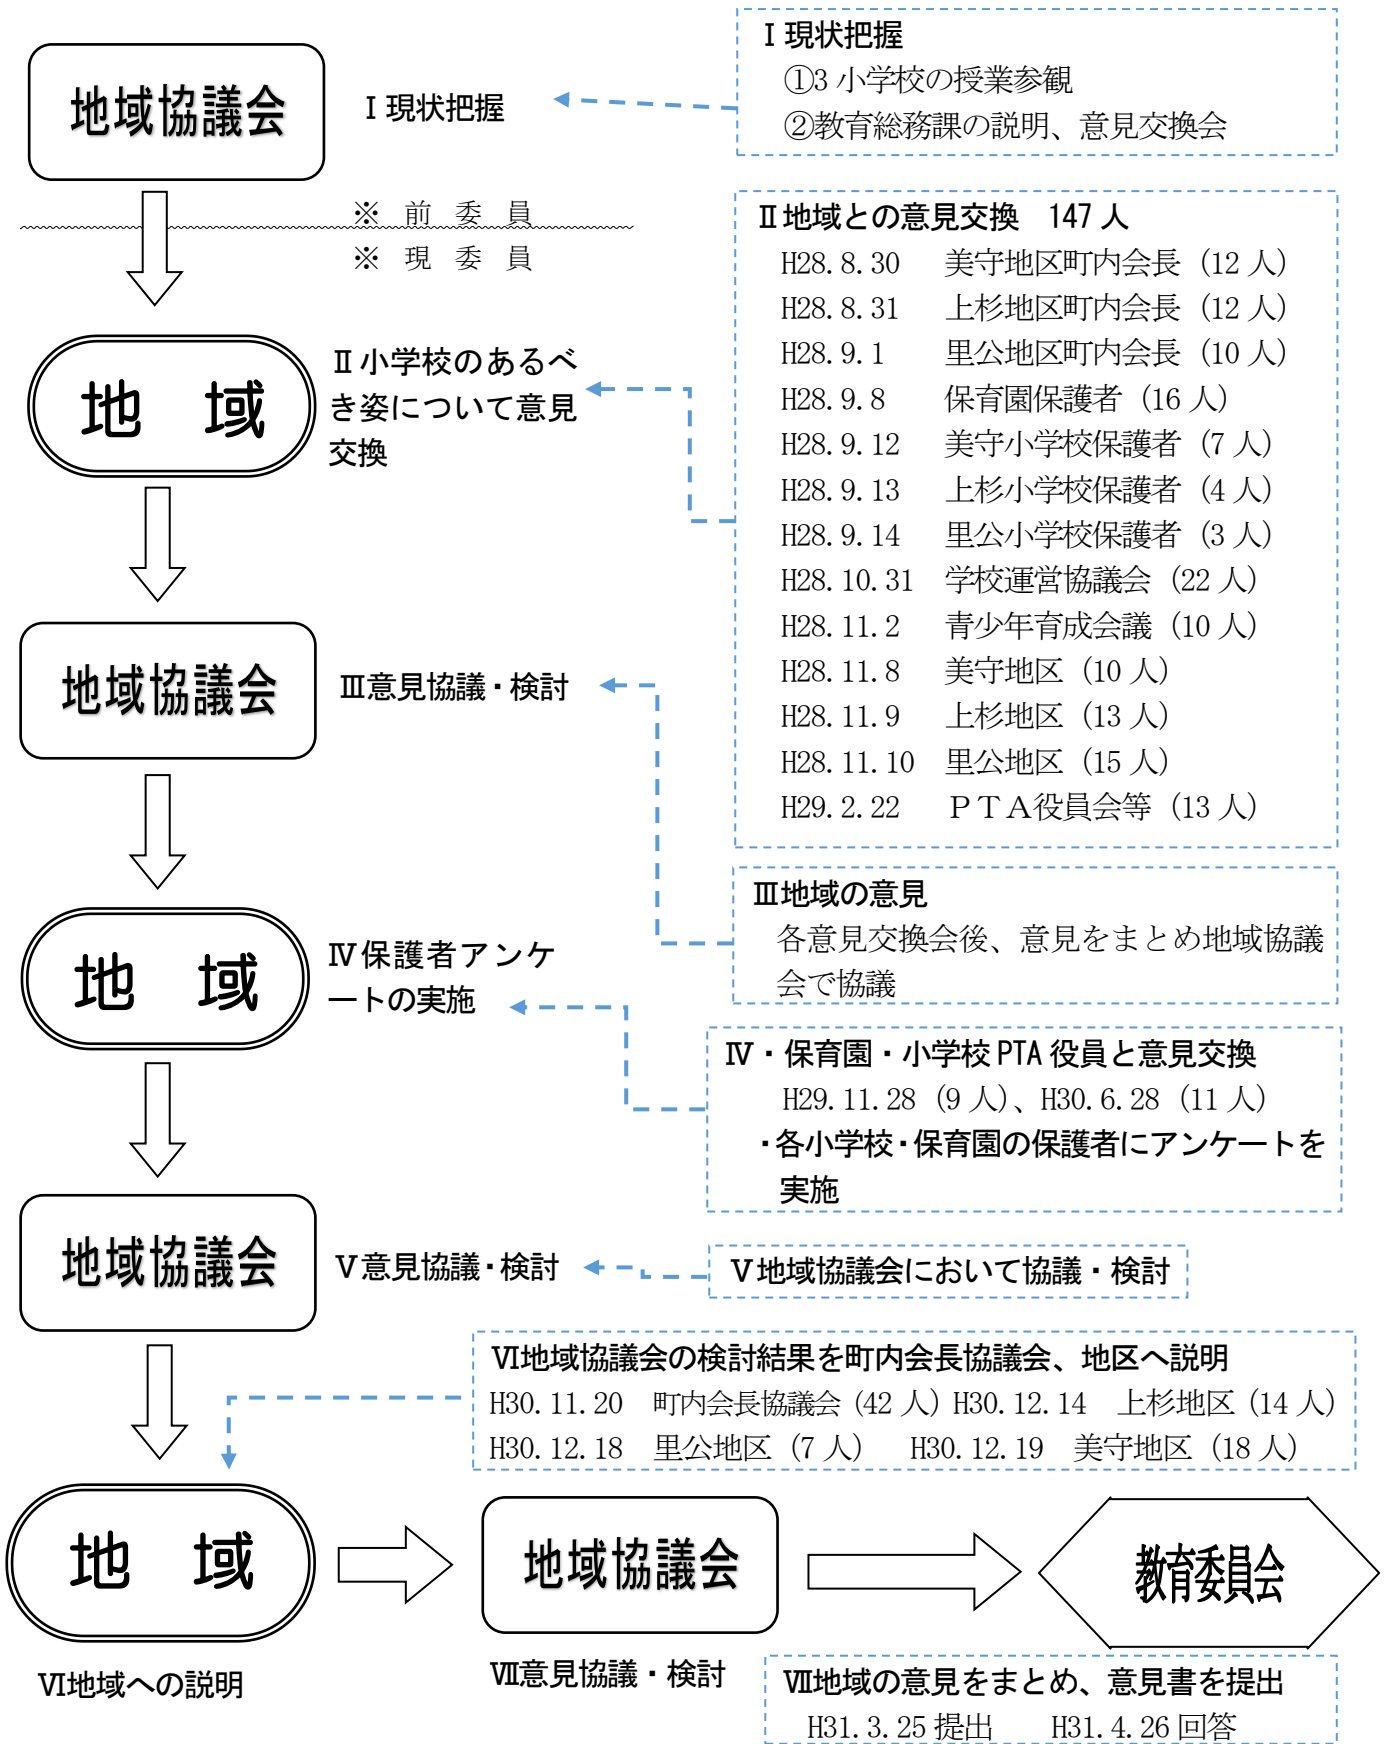 地域協議会
Ⅰ現状把握
Ⅰ現状把握
①3小学校の授業参観
②教育総務課の説明、意見交換会
※ 前 委 員
※ 現 委 員
地 域
Ⅱ小学校のあるべ
き姿について意見
交換
Ⅱ地域との意見交換 147人
H28.8.30 美守地区町内会長（12人）
H28.8.31 上杉地区町内会長（12人）
H28.9.1 里公地区町内会長（10人）
H28.9.8 保育園保護者（16人）
H28.9.12 美守小学校保護者（7人）
H28.9.13 上杉小学校保護者（4人）
H28.9.14 里公小学校保護者（3人）
H28.10.31 学校運営協議会（22人）
H28.11.2 青少年育成会議（10人）
H28.11.8 美守地区（10人）
H28.11.9 上杉地区（13人）
H28.11.10 里公地区（15人）
H29.2.22 ＰＴＡ役員会等（13人）
地域協議会
Ⅲ意見協議・検討
Ⅲ地域の意見
各意見交換会後、意見をまとめ地域協議
会で協議
地 域
Ⅳ保護者アンケ
ートの実施
Ⅳ・保育園・小学校PTA役員と意見交換
H29.11.28（9人）、H30.6.28（11人）
・各小学校・保育園の保護者にアンケートを
実施
地域協議会
Ⅴ意見協議・検討
Ⅴ地域協議会において協議・検討
Ⅵ地域協議会の検討結果を町内会長協議会、地区へ説明
H30.11.20 町内会長協議会（42人）H30.12.14 上杉地区（14人）
H30.12.18 里公地区（7人） H30.12.19 美守地区（18人）
地 域
Ⅵ地域への説明
地域協議会
Ⅶ意見協議・検討
教育委員会
Ⅶ地域の意見をまとめ、意見書を提出
H31.3.25提出 H31.4.26回答